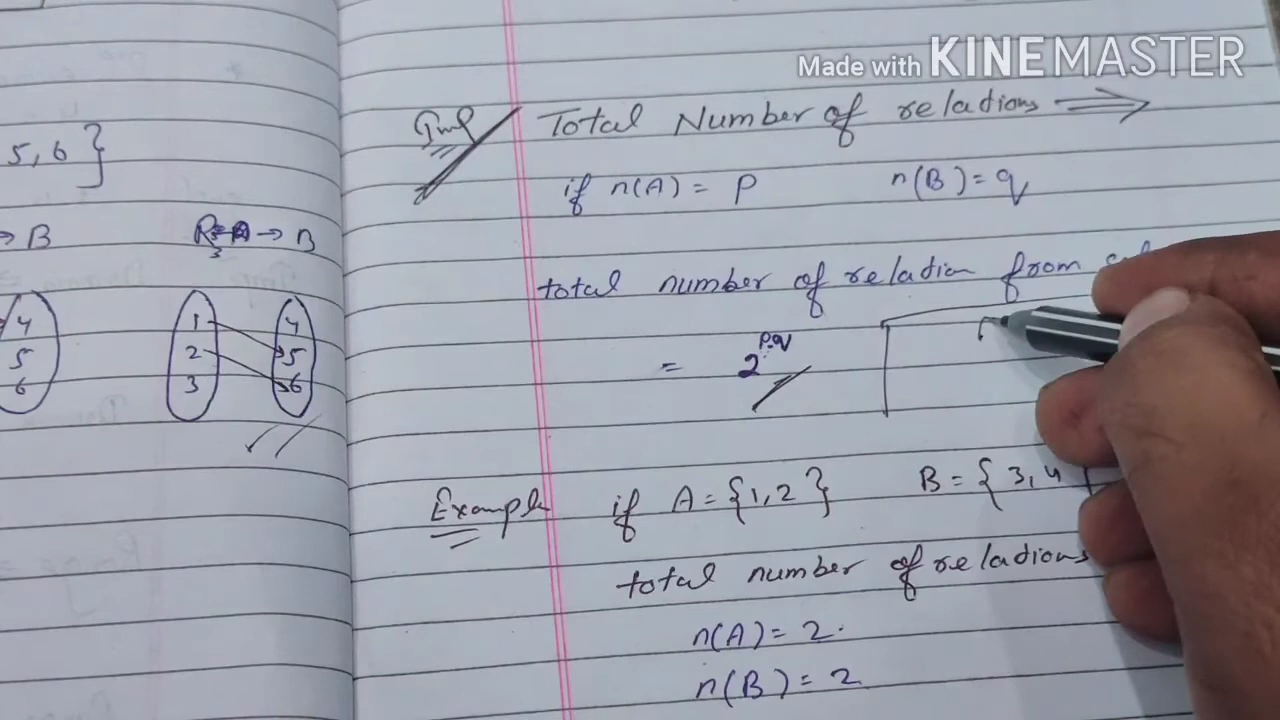 Made with KINEMASTER
5, 6 }
→ B
R3 = A → B
4
5
6
1
2
3
4
5
6
Imp
Total Number of relations ⇒
if n(A) = p n(B) = q
total number of relation from
= 2^p.q
Example if A = {1,2} B = {3,4
total number of relations
n(A) = 2.
n(B) = 2